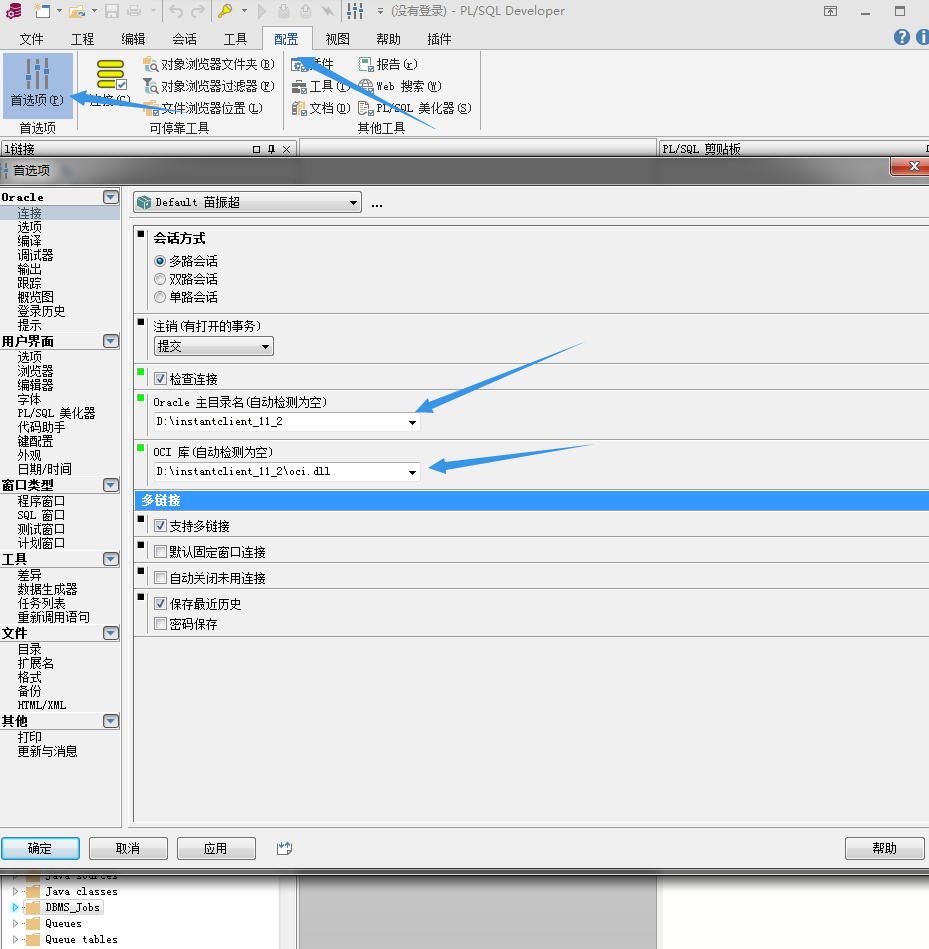 (没有登录) - PL/SQL Developer
文件 工程 编辑 会话 工具 配置 视图 帮助 插件
首选项(P)
首选项
对象浏览器文件夹(B)
对象浏览器过滤器(F)
文件浏览器位置(L)
可停靠工具
插件
工具(
文档(D)
报告(
Web 搜索(W)
PL/SQL 美化器(S)
其他工具
链接
PL/SQL 剪贴板
首选项
Oracle
连接
选项
编译
调试器
输出
跟踪
概览图
登录历史
提示
用户界面
选项
浏览器
编辑器
字体
PL/SQL 美化器
代码助手
键配置
外观
日期/时间
窗口类型
程序窗口
SQL 窗口
测试窗口
计划窗口
工具
差异
数据生成器
任务列表
重新调用语句
文件
目录
扩展名
格式
备份
HTML/XML
其他
打印
更新与消息
Default 苗振超
...
会话方式
多路会话
双路会话
单路会话
注销(有打开的事务)
提交
检查连接
Oracle 主目录名(自动检测为空)
D:\instantclient_11_2
OCI 库(自动检测为空)
D:\instantclient_11_2\oci.dll
多链接
支持多链接
默认固定窗口连接
自动关闭未用连接
保存最近历史
密码保存
确定 取消 应用 帮助
Java sources
Java classes
DBMS_Jobs
Queues
Queue tables